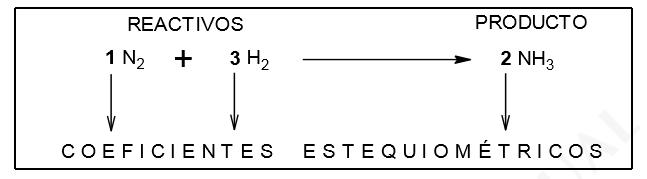 REACTIVOS PRODUCTO
1 N₂ + 3 H₂ 2 NH₃
COEFICIENTES ESTEQUIOMÉTRICOS